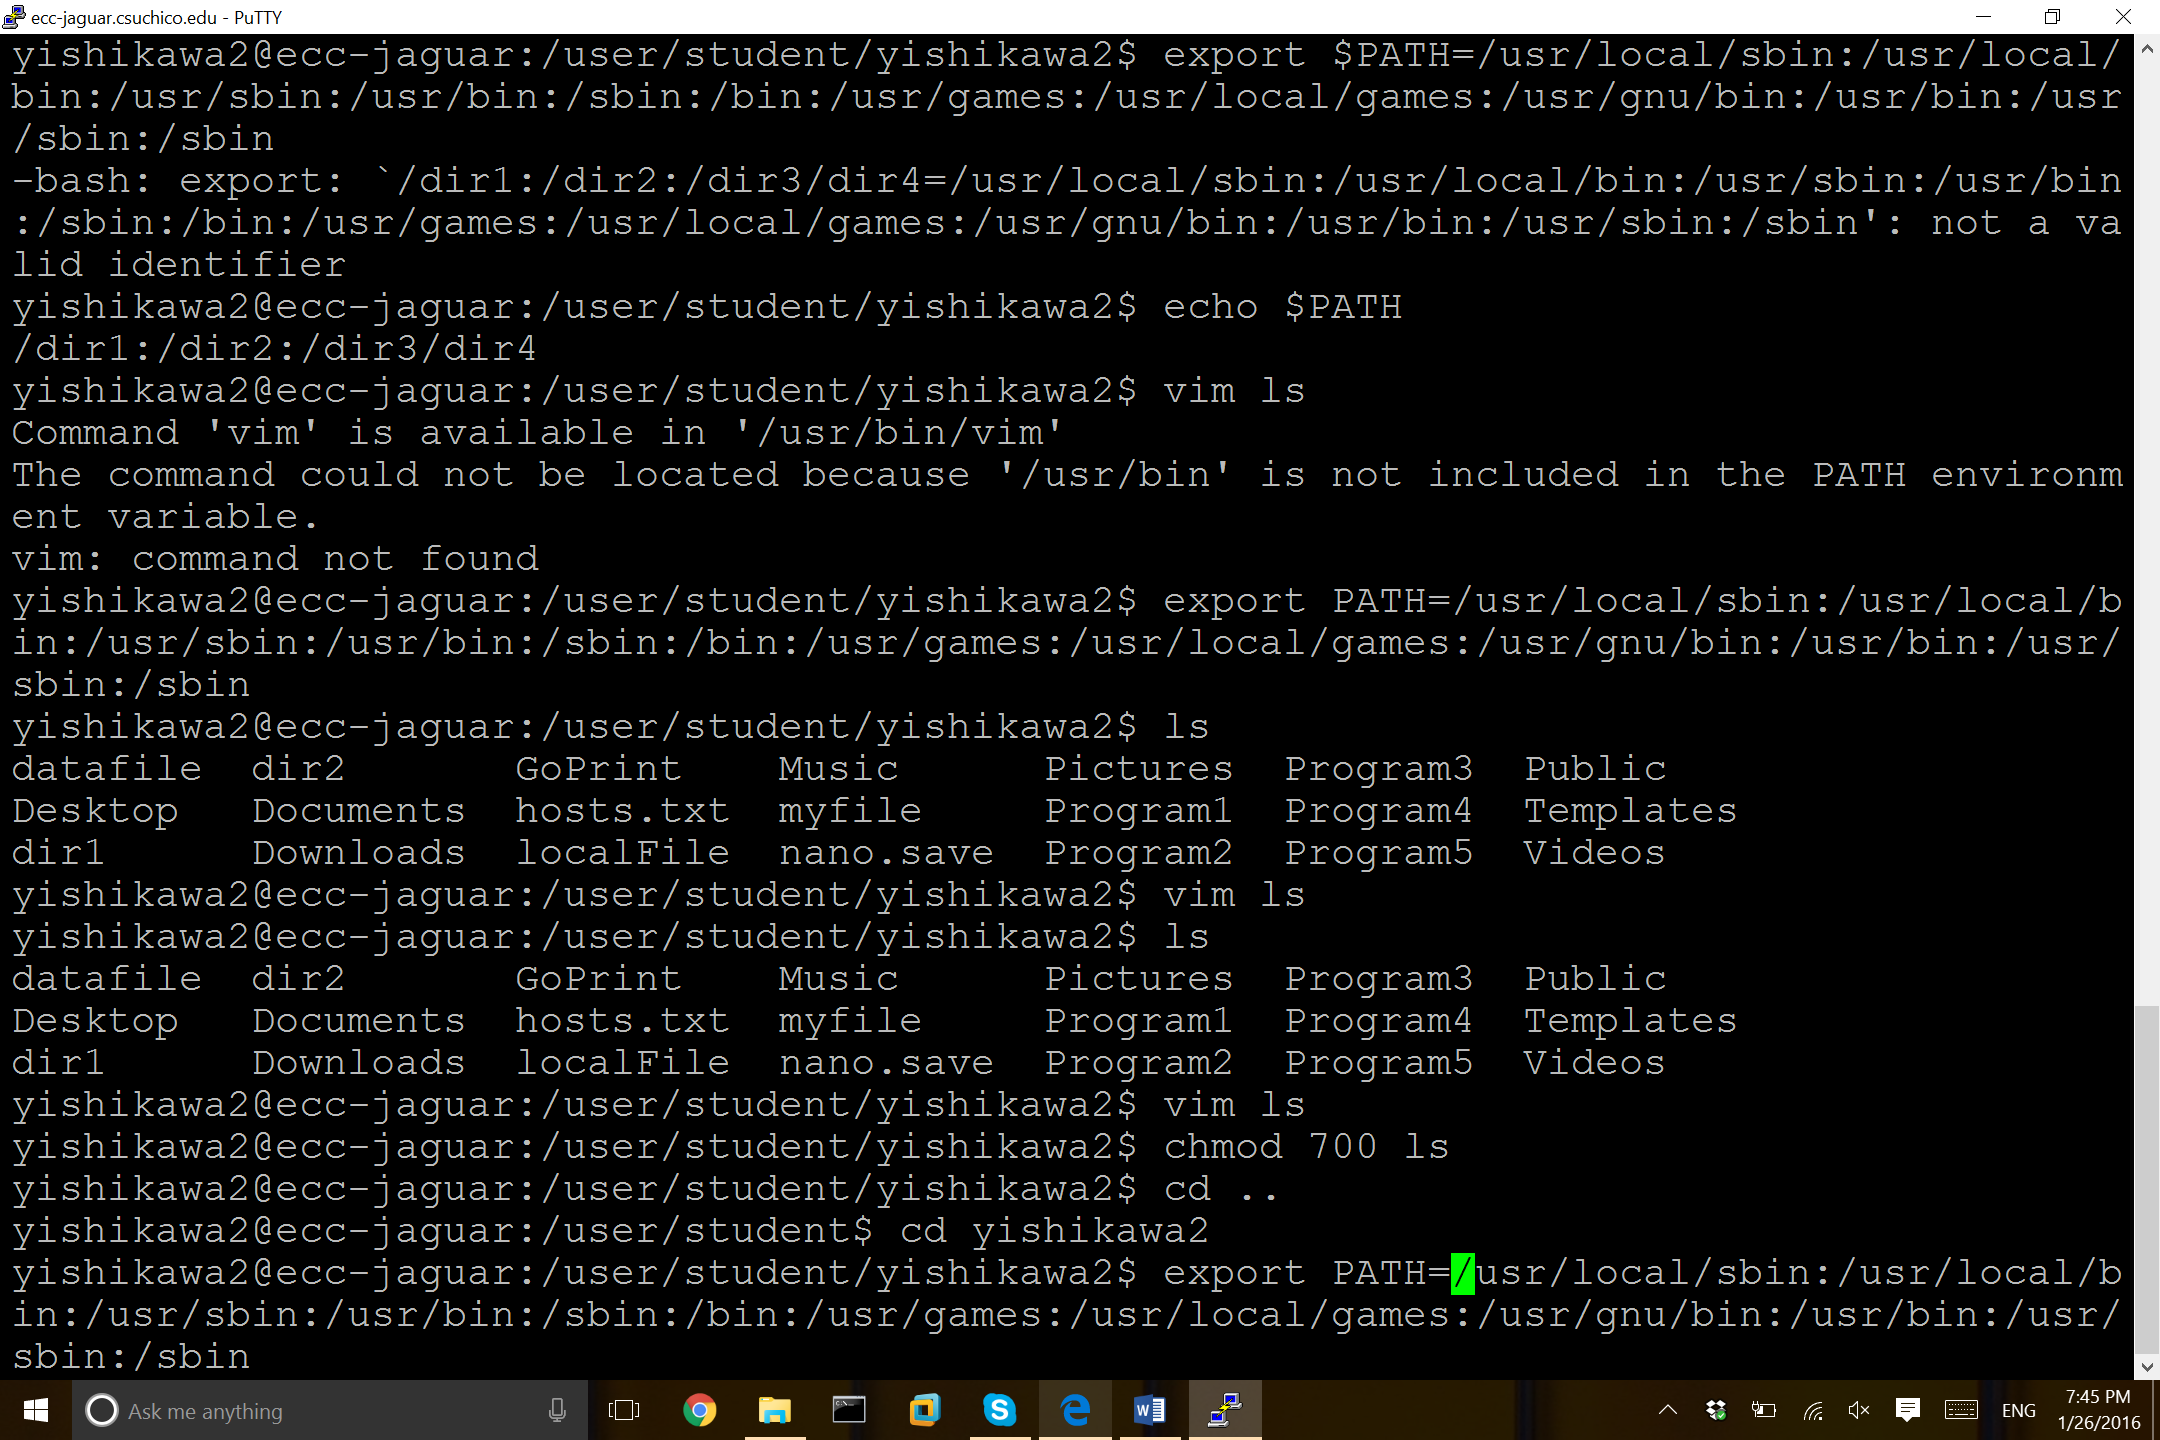 ecc-jaguar.csuchico.edu - PuTTY
yishikawa2@ecc-jaguar:/user/student/yishikawa2$ export $PATH=/usr/local/sbin:/usr/local/
bin:/usr/sbin:/usr/bin:/sbin:/bin:/usr/games:/usr/local/games:/usr/gnu/bin:/usr/bin:/usr
/sbin:/sbin
-bash: export: `/dir1:/dir2:/dir3/dir4=/usr/local/sbin:/usr/local/bin:/usr/sbin:/usr/bin
:/sbin:/bin:/usr/games:/usr/local/games:/usr/gnu/bin:/usr/bin:/usr/sbin:/sbin': not a va
lid identifier
yishikawa2@ecc-jaguar:/user/student/yishikawa2$ echo $PATH
/dir1:/dir2:/dir3/dir4
yishikawa2@ecc-jaguar:/user/student/yishikawa2$ vim ls
Command 'vim' is available in '/usr/bin/vim'
The command could not be located because '/usr/bin' is not included in the PATH environm
ent variable.
vim: command not found
yishikawa2@ecc-jaguar:/user/student/yishikawa2$ export PATH=/usr/local/sbin:/usr/local/b
in:/usr/sbin:/usr/bin:/sbin:/bin:/usr/games:/usr/local/games:/usr/gnu/bin:/usr/bin:/usr/
sbin:/sbin
yishikawa2@ecc-jaguar:/user/student/yishikawa2$ ls
datafile  dir2       GoPrint    Music      Pictures  Program3  Public
Desktop   Documents  hosts.txt  myfile     Program1  Program4  Templates
dir1      Downloads  localFile  nano.save  Program2  Program5  Videos
yishikawa2@ecc-jaguar:/user/student/yishikawa2$ vim ls
yishikawa2@ecc-jaguar:/user/student/yishikawa2$ ls
datafile  dir2       GoPrint    Music      Pictures  Program3  Public
Desktop   Documents  hosts.txt  myfile     Program1  Program4  Templates
dir1      Downloads  localFile  nano.save  Program2  Program5  Videos
yishikawa2@ecc-jaguar:/user/student/yishikawa2$ vim ls
yishikawa2@ecc-jaguar:/user/student/yishikawa2$ chmod 700 ls
yishikawa2@ecc-jaguar:/user/student/yishikawa2$ cd ..
yishikawa2@ecc-jaguar:/user/student$ cd yishikawa2
yishikawa2@ecc-jaguar:/user/student/yishikawa2$ export PATH=/usr/local/sbin:/usr/local/b
in:/usr/sbin:/usr/bin:/sbin:/bin:/usr/games:/usr/local/games:/usr/gnu/bin:/usr/bin:/usr/
sbin:/sbin
Ask me anything
ENG
7:45 PM
1/26/2016